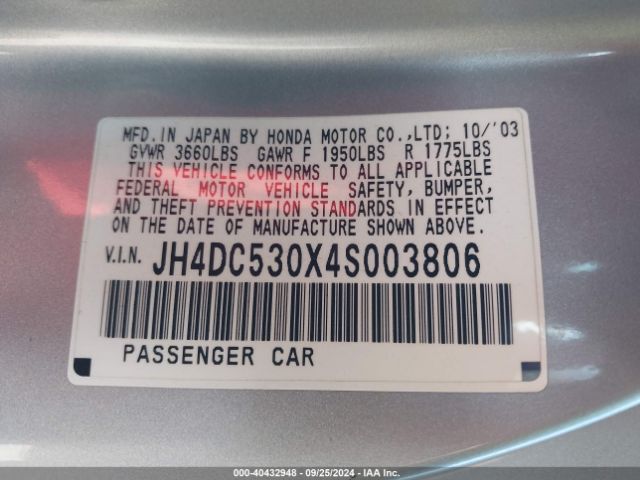 MFD.IN JAPAN BY HONDA MOTOR CO.,LTD; 10/'03
GVWR 3660LBS GAWR F 1950LBS R 1775LBS
THIS VEHICLE CONFORMS TO ALL APPLICABLE
FEDERAL MOTOR VEHICLE SAFETY, BUMPER,
AND THEFT PREVENTION STANDARDS IN EFFECT
ON THE DATE OF MANUFACTURE SHOWN ABOVE.
V.I.N. JH4DC530X4S003806
PASSENGER CAR
000-40432948 - 09/25/2024 - IAA Inc.